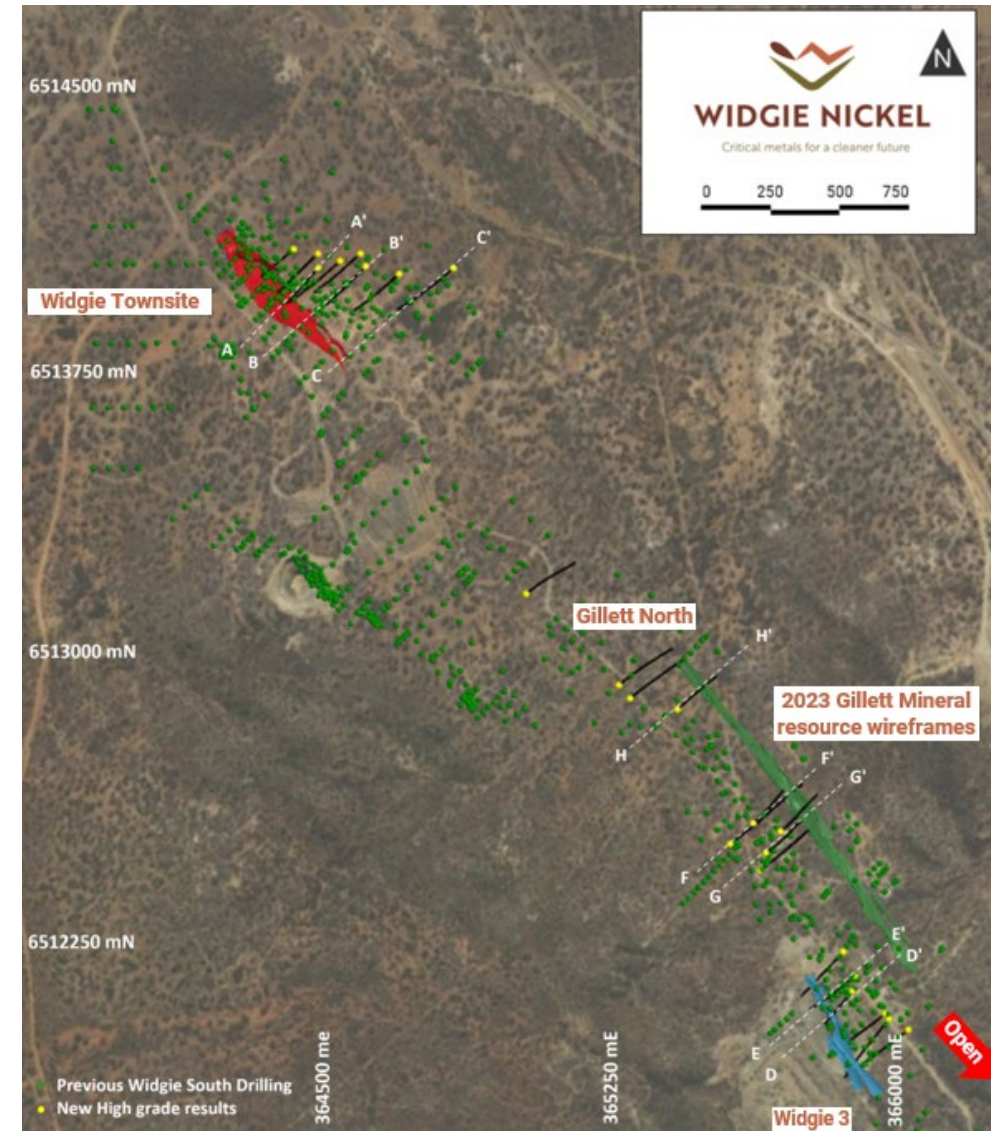 6514500 mN
N
WIDGIE NICKEL
Critical metals for a cleaner future
0 250 500 750
A'
B'
C'
Widgie Townsite
A
B
C
6513750 mN
Gillett North
6513000 mN
H'
2023 Gillett Mineral
resource wireframes
H
F'
G'
F
G
6512250 mN
E'
D'
E
D
Open
364500 me
365250 mE
366000 mE
Previous Widgie South Drilling
New High grade results
Widgie 3